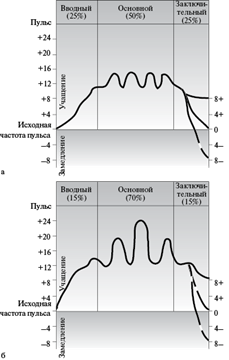 Вводный Основной Заключи-
(25%) (50%) тельный
(25%)
Пульс
+24
+20
+16
+12
+8 8+
+4 4
Исходная
частота пульса 0
−4 4
−8 8−
Учащение
Замедление
а
Вводный Основной Заключи-
(15%) (70%) тельный
(15%)
Пульс
+24
+20
+16
+12
+8 8+
+4 4
Исходная
частота пульса 0
−4 4
−8 8−
Учащение
Замедление
б